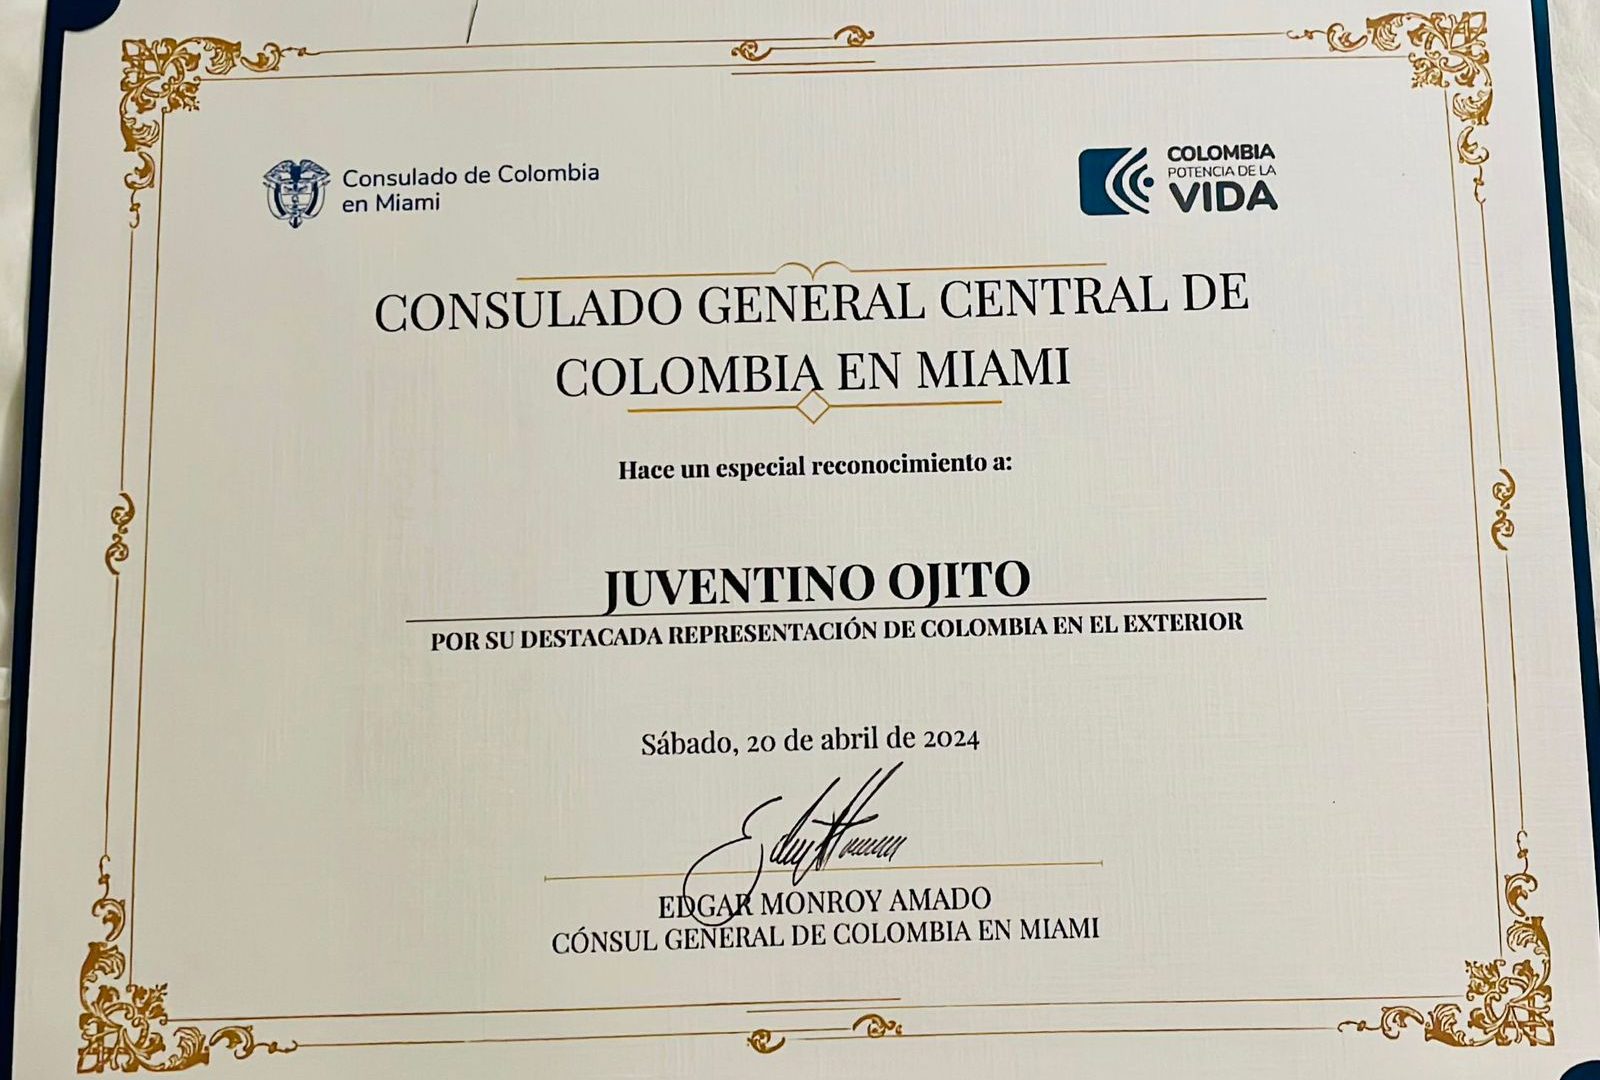 Consulado de Colombia
en Miami
COLOMBIA
POTENCIA DE LA
VIDA
CONSULADO GENERAL CENTRAL DE
COLOMBIA EN MIAMI
Hace un especial reconocimiento a:
JUVENTINO OJITO
POR SU DESTACADA REPRESENTACIÓN DE COLOMBIA EN EL EXTERIOR
Sábado, 20 de abril de 2024
EDGAR MONROY AMADO
CÓNSUL GENERAL DE COLOMBIA EN MIAMI